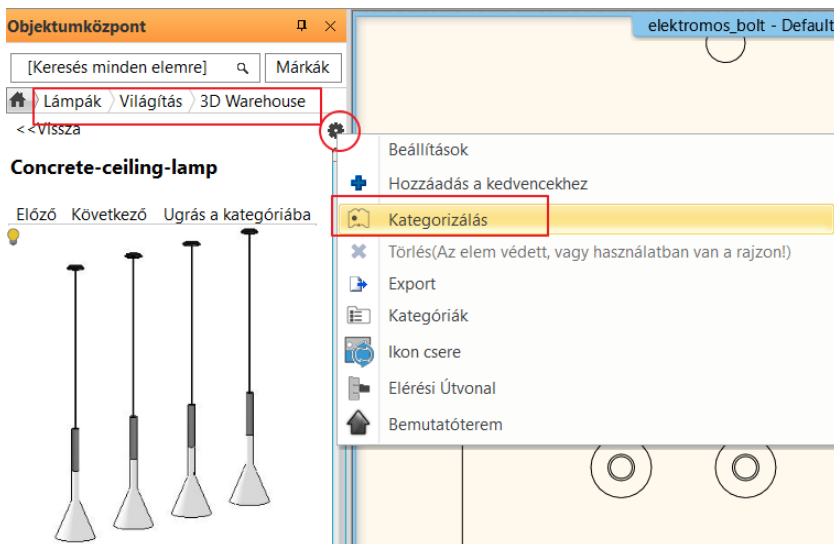 Objektumközpont
elektromos_bolt - Default
[Keresés minden elemre]
Márkák
Lámpák Világítás 3D Warehouse
<<Vissza
Concrete-ceiling-lamp
Előző Következő Ugrás a kategóriába
Beállítások
Hozzáadás a kedvencekhez
Kategorizálás
Törlés(Az elem védett, vagy használatban van a rajzon!)
Export
Kategóriák
Ikon csere
Elérési Útvonal
Bemutatóterem